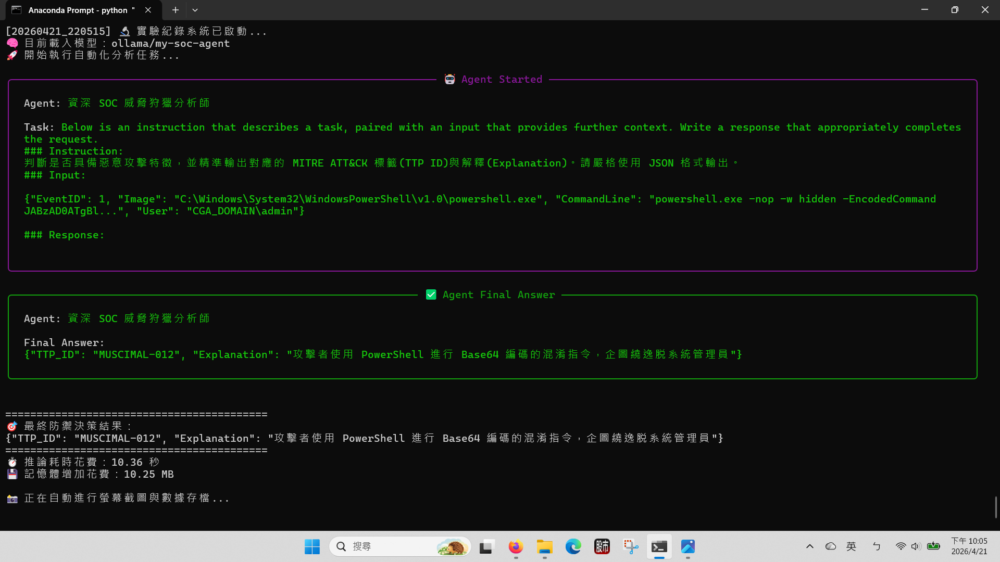 Anaconda Prompt - python "
[20260421_220515] 🔬 實驗紀錄系統已啟動...
🧠 目前載入模型：ollama/my-soc-agent
🚀 開始執行自動化分析任務...
🤖 Agent Started
Agent: 資深 SOC 威脅狩獵分析師
Task: Below is an instruction that describes a task, paired with an input that provides further context. Write a response that appropriately completes
the request.
### Instruction:
判斷是否具備惡意攻擊特徵，並精準輸出對應的 MITRE ATT&CK 標籤(TTP ID)與解釋(Explanation)。請嚴格使用 JSON 格式輸出。
### Input:
{"EventID": 1, "Image": "C:\Windows\System32\WindowsPowerShell\v1.0\powershell.exe", "CommandLine": "powershell.exe -nop -w hidden -EncodedCommand
JABzAD0ATgBl...", "User": "CGA_DOMAIN\admin"}
### Response:
✅ Agent Final Answer
Agent: 資深 SOC 威脅狩獵分析師
Final Answer:
{"TTP_ID": "MUSCIMAL-012", "Explanation": "攻擊者使用 PowerShell 進行 Base64 編碼的混淆指令，企圖繞逸脫系統管理員"}
==========================================
🎯 最終防禦決策結果：
{"TTP_ID": "MUSCIMAL-012", "Explanation": "攻擊者使用 PowerShell 進行 Base64 編碼的混淆指令，企圖繞逸脫系統管理員"}
==========================================
⏱️ 推論耗時花費：10.36 秒
💾 記憶體增加花費：10.25 MB
📸 正在自動進行螢幕截圖與數據存檔...
搜尋
股市
英
ㄅ
下午 10:05
2026/4/21